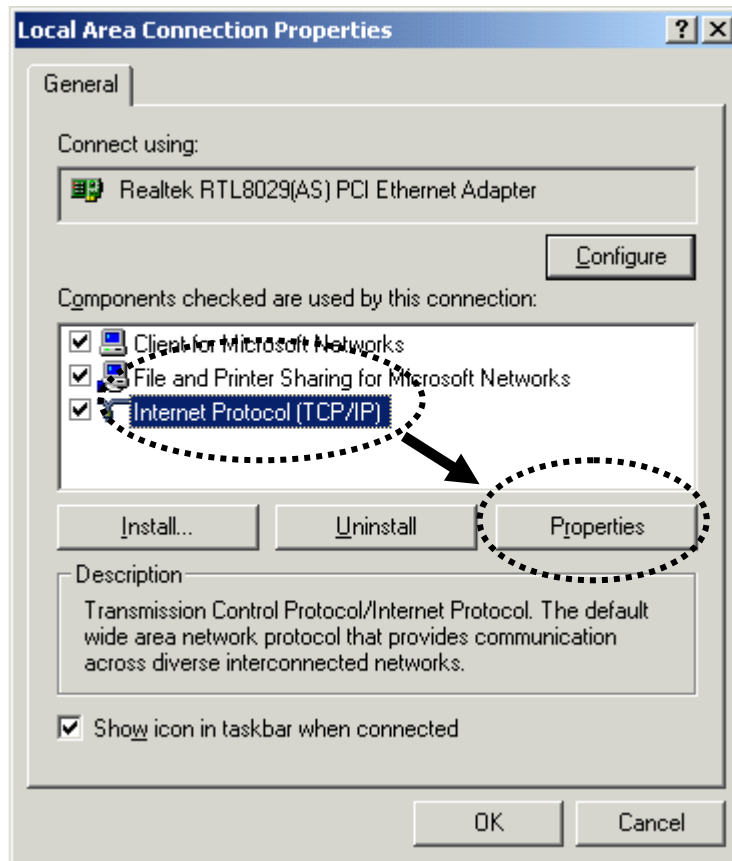 Local Area Connection Properties
General
Connect using:
Realtek RTL8029(AS) PCI Ethernet Adapter
Configure
Components checked are used by this connection:
Client for Microsoft Networks
File and Printer Sharing for Microsoft Networks
Internet Protocol (TCP/IP)
Install... Uninstall Properties
Description
Transmission Control Protocol/Internet Protocol. The default
wide area network protocol that provides communication
across diverse interconnected networks.
Show icon in taskbar when connected
OK Cancel